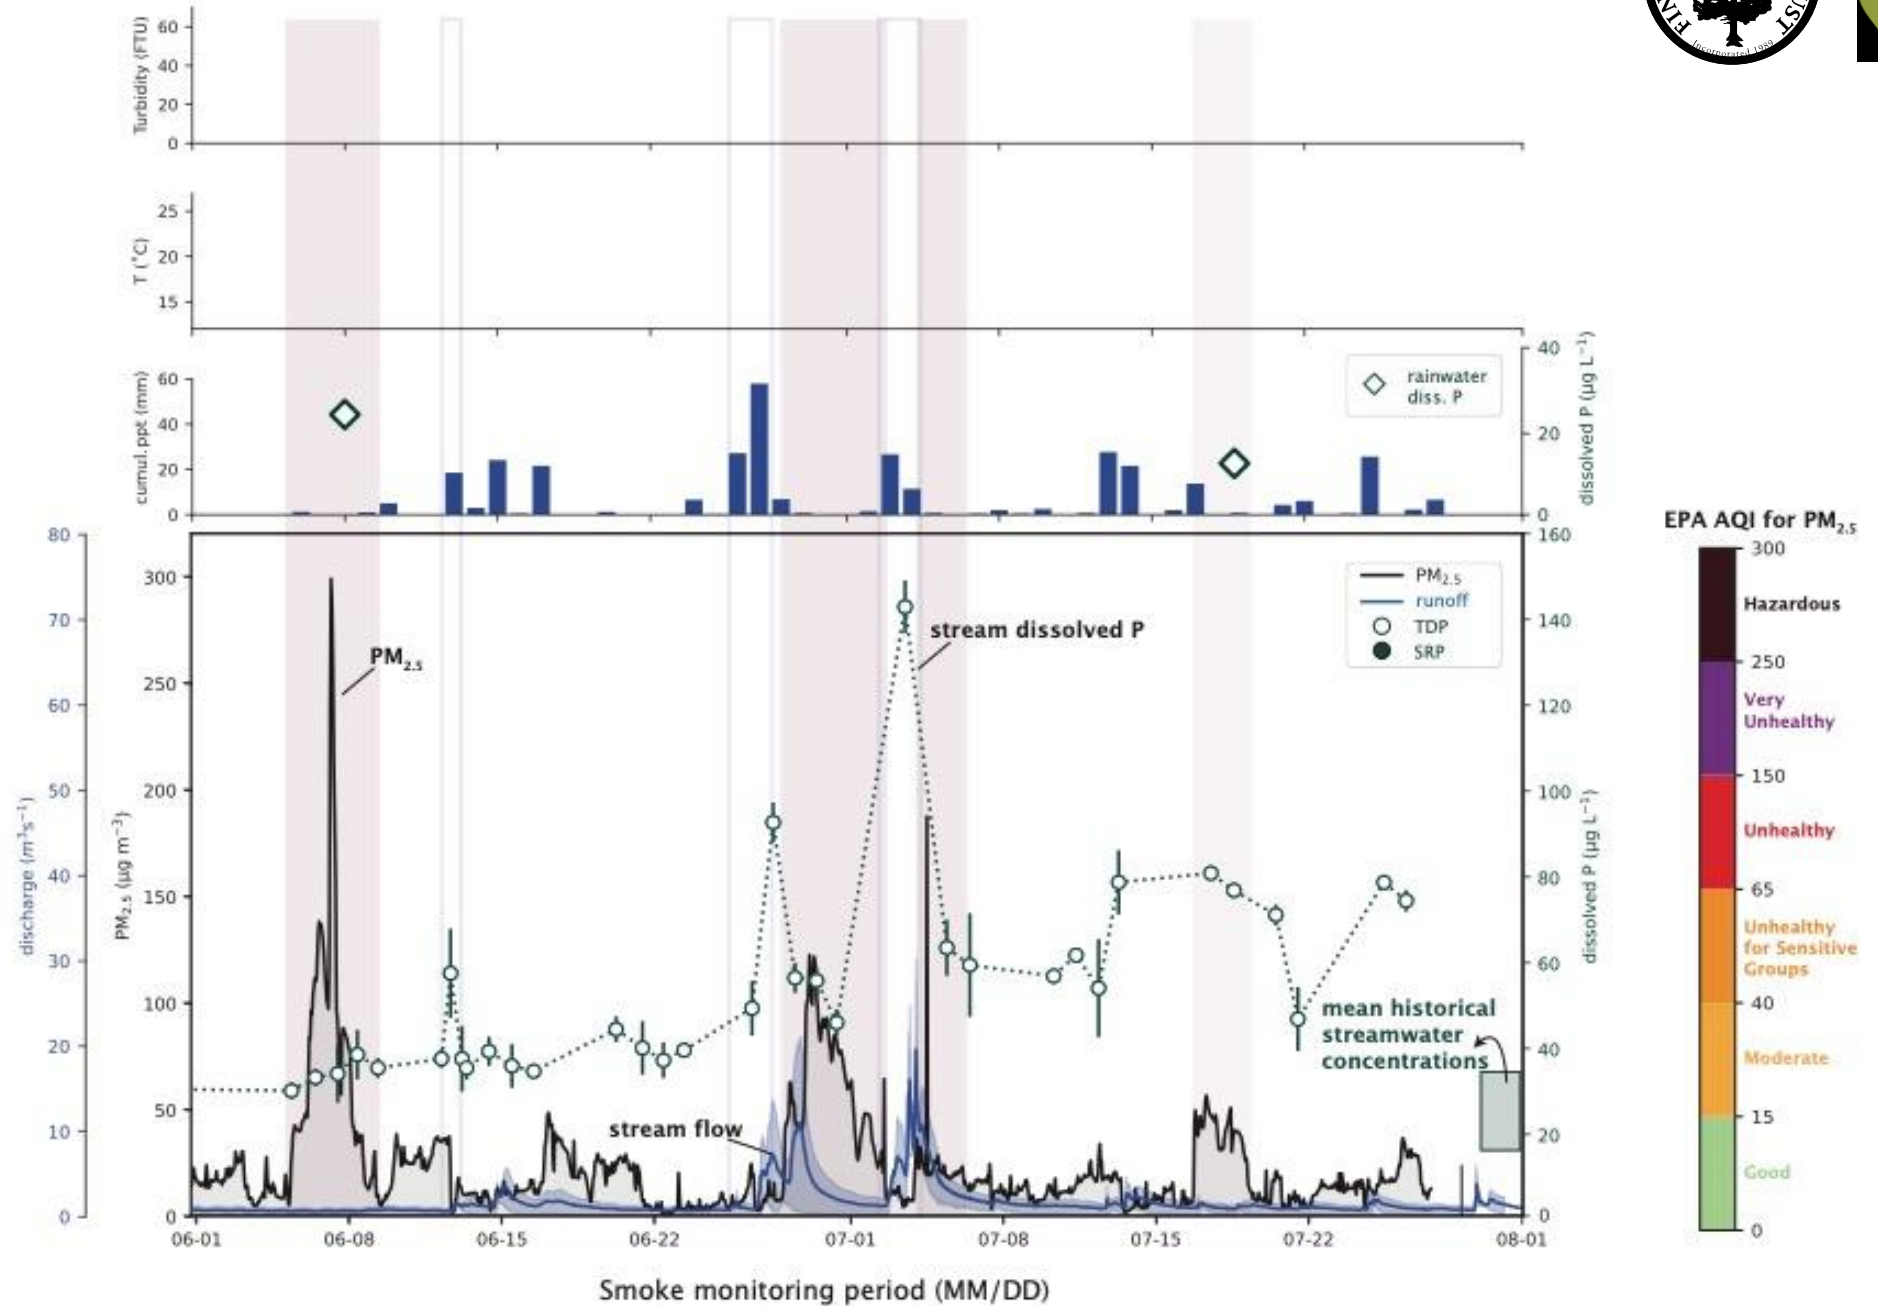 FIN
UST
Incorporated 1989
Turbidity (FTU)
60
40
20
0
T (°C)
25
20
15
cumul.ppt (mm)
60
40
20
0
40
20
0
dissolved P (µg L⁻¹)
rainwater
diss. P
discharge (m³s⁻¹)
80
70
60
50
40
30
20
10
0
PM₂.₅ (µg m⁻³)
300
250
200
150
100
50
0
PM₂.₅
stream dissolved P
stream flow
PM₂.₅
runoff
TDP
SRP
mean historical
streamwater
concentrations
160
140
120
100
80
60
40
20
0
dissolved P (µg L⁻¹)
06-01
06-08
06-15
06-22
07-01
07-08
07-15
07-22
08-01
Smoke monitoring period (MM/DD)
EPA AQI for PM₂.₅
300
Hazardous
250
Very
Unhealthy
150
Unhealthy
65
Unhealthy
for Sensitive
Groups
40
Moderate
15
Good
0